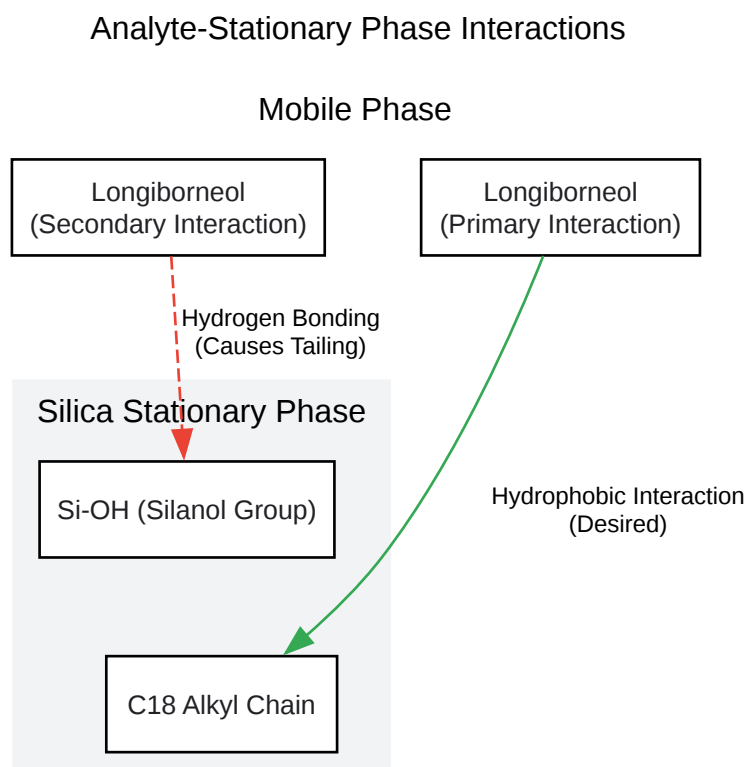 Analyte-Stationary Phase Interactions
Mobile Phase
Longiborneol
(Secondary Interaction)
Longiborneol
(Primary Interaction)
Hydrogen Bonding
(Causes Tailing)
Silica Stationary Phase
Si-OH (Silanol Group)
Hydrophobic Interaction
(Desired)
C18 Alkyl Chain